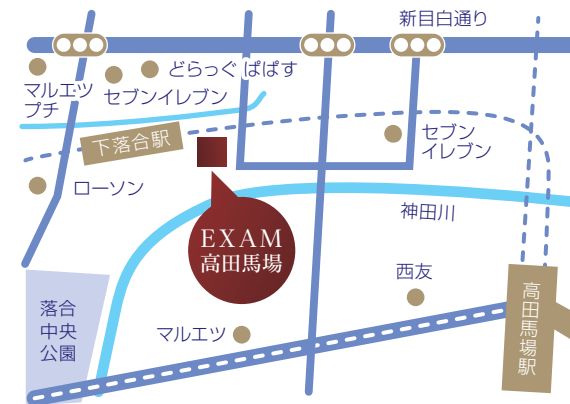 新目白通り
どらっぐ ぱぱす
マルエツ
プチ
セブンイレブン
下落合駅
セブン
イレブン
ローソン
神田川
EXAM
高田馬場
西友
高田馬場駅
落合
中央
公園
マルエツ